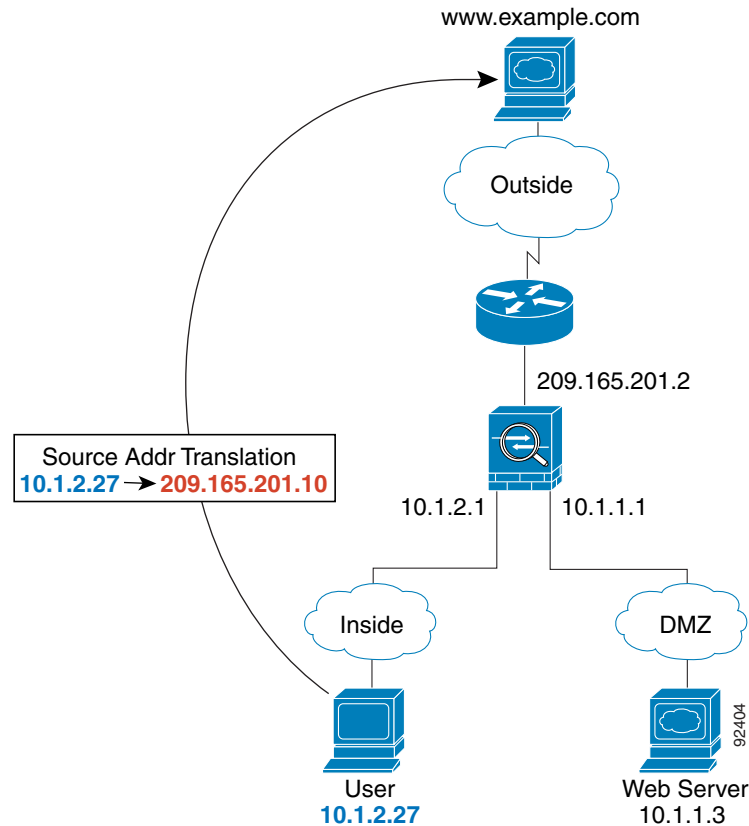 www.example.com
Outside
209.165.201.2
Source Addr Translation
10.1.2.27 → 209.165.201.10
10.1.2.1
10.1.1.1
Inside
DMZ
User
10.1.2.27
Web Server
10.1.1.3
92404